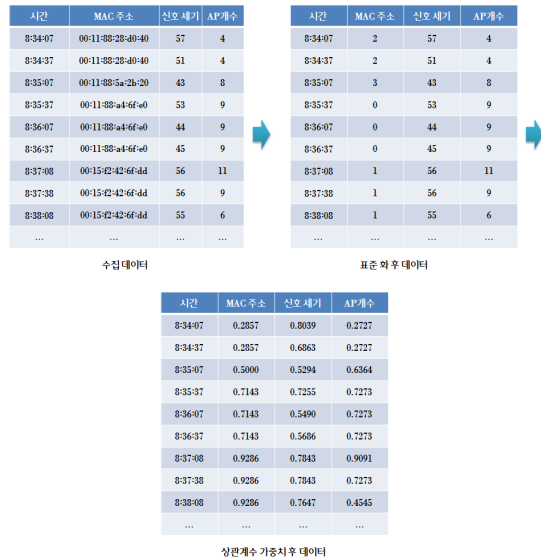 시간 MAC 주소 신호 세기 AP개수
8:34:07 00:11:88:28:d0:40 57 4
8:34:37 00:11:88:28:d0:40 51 4
8:35:07 00:11:88:5a:2b:20 43 8
8:35:37 00:11:88:a4:6f:e0 53 9
8:36:07 00:11:88:a4:6f:e0 44 9
8:36:37 00:11:88:a4:6f:e0 45 9
8:37:08 00:15:f2:42:6f:dd 56 11
8:37:38 00:15:f2:42:6f:dd 56 9
8:38:08 00:15:f2:42:6f:dd 55 6
... ... ... ...
수집 데이터
시간 MAC 주소 신호 세기 AP개수
8:34:07 2 57 4
8:34:37 2 51 4
8:35:07 3 43 8
8:35:37 0 53 9
8:36:07 0 44 9
8:36:37 0 45 9
8:37:08 1 56 11
8:37:38 1 56 9
8:38:08 1 55 6
... ... ... ...
표준 화 후 데이터
시간 MAC 주소 신호 세기 AP개수
8:34:07 0.2857 0.8039 0.2727
8:34:37 0.2857 0.6863 0.2727
8:35:07 0.5000 0.5294 0.6364
8:35:37 0.7143 0.7255 0.7273
8:36:07 0.7143 0.5490 0.7273
8:36:37 0.7143 0.5686 0.7273
8:37:08 0.9286 0.7843 0.9091
8:37:38 0.9286 0.7843 0.7273
8:38:08 0.9286 0.7647 0.4545
... ... ... ...
상관계수 가중치 후 데이터